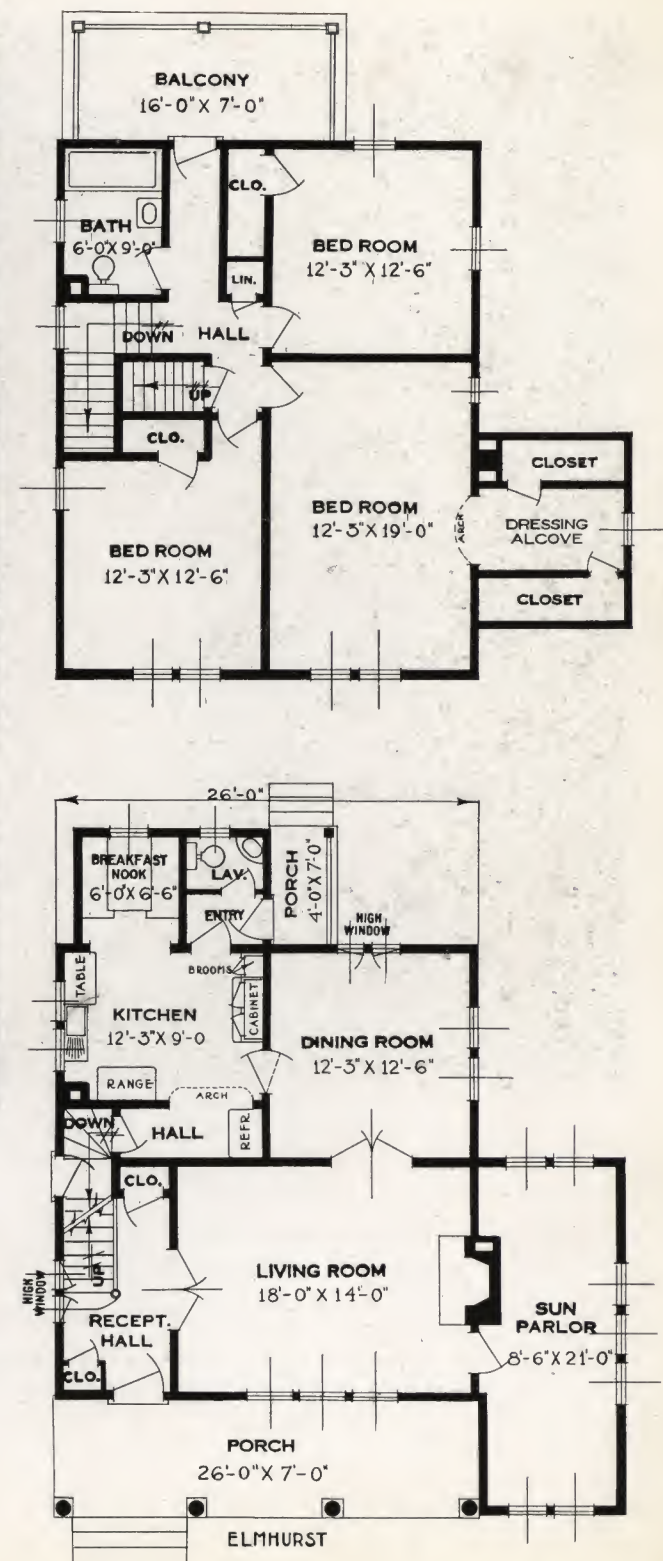 BALCONY
16'-0" X 7'-0"
CLO.
BATH
6'-0" X 9'-0"
BED ROOM
12'-3" X 12'-6"
LIN.
DOWN
HALL
UP
CLO.
CLOSET
BED ROOM
12'-3" X 19'-0"
ARCH
DRESSING
ALCOVE
BED ROOM
12'-3" X 12'-6"
CLOSET
26'-0"
BREAKFAST
NOOK
6'-0" X 6'-6"
LAV.
PORCH
4'-0" X 7'-0"
ENTRY
HIGH
WINDOW
BROOMS
TABLE
CABINET
KITCHEN
12'-3" X 9'-0
DINING ROOM
12'-3" X 12'-6"
RANGE
ARCH
DOWN
HALL
REFR.
CLO.
UP
HIGH
WINDOW
LIVING ROOM
18'-0" X 14'-0"
RECEPT.
HALL
SUN
PARLOR
8'-6" X 21'-0"
CLO.
PORCH
26'-0" X 7'-0"
ELMHURST